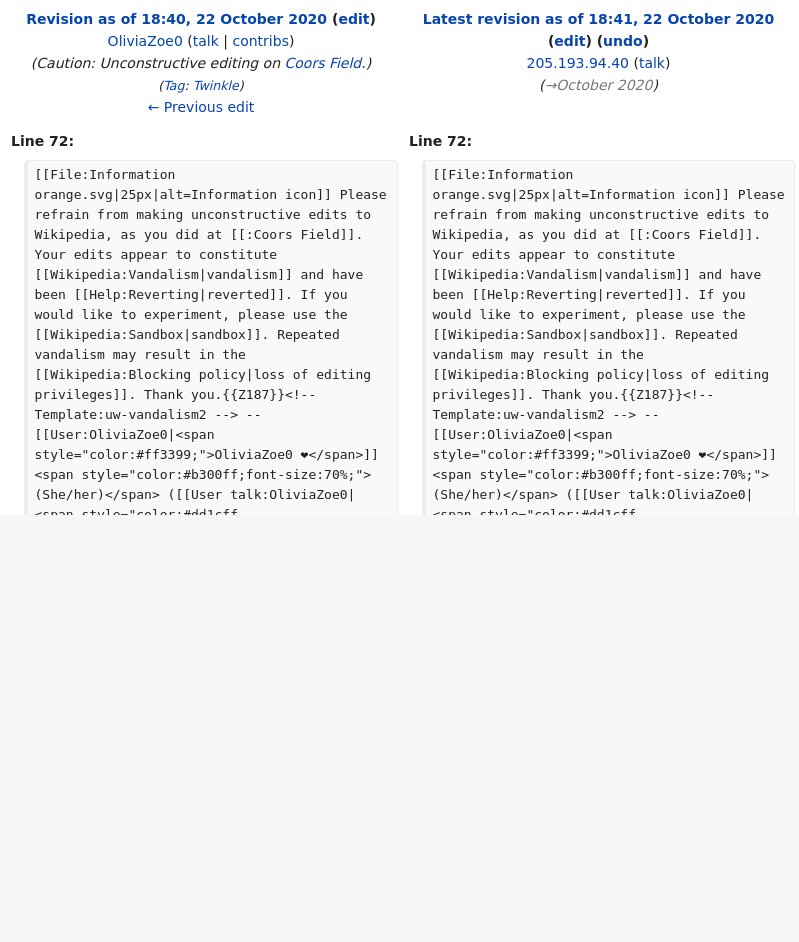 Revision as of 18:40, 22 October 2020 (edit)
OliviaZoe0 (talk | contribs)
(Caution: Unconstructive editing on Coors Field.)
(Tag: Twinkle)
← Previous edit
Line 72:
[[File:Information
orange.svg|25px|alt=Information icon]] Please
refrain from making unconstructive edits to
Wikipedia, as you did at [[:Coors Field]].
Your edits appear to constitute
[[Wikipedia:Vandalism|vandalism]] and have
been [[Help:Reverting|reverted]]. If you
would like to experiment, please use the
[[Wikipedia:Sandbox|sandbox]]. Repeated
vandalism may result in the
[[Wikipedia:Blocking policy|loss of editing
privileges]]. Thank you.{{Z187}}<!--
Template:uw-vandalism2 --> --
[[User:OliviaZoe0|<span
style="color:#ff3399;">OliviaZoe0 ❤</span>]]
<span style="color:#b300ff;font-size:70%;">
(She/her)</span> ([[User talk:OliviaZoe0|
<span style="color:#dd1cff
Latest revision as of 18:41, 22 October 2020
(edit) (undo)
205.193.94.40 (talk)
(→October 2020)
Line 72:
[[File:Information
orange.svg|25px|alt=Information icon]] Please
refrain from making unconstructive edits to
Wikipedia, as you did at [[:Coors Field]].
Your edits appear to constitute
[[Wikipedia:Vandalism|vandalism]] and have
been [[Help:Reverting|reverted]]. If you
would like to experiment, please use the
[[Wikipedia:Sandbox|sandbox]]. Repeated
vandalism may result in the
[[Wikipedia:Blocking policy|loss of editing
privileges]]. Thank you.{{Z187}}<!--
Template:uw-vandalism2 --> --
[[User:OliviaZoe0|<span
style="color:#ff3399;">OliviaZoe0 ❤</span>]]
<span style="color:#b300ff;font-size:70%;">
(She/her)</span> ([[User talk:OliviaZoe0|
<span style="color:#dd1cff